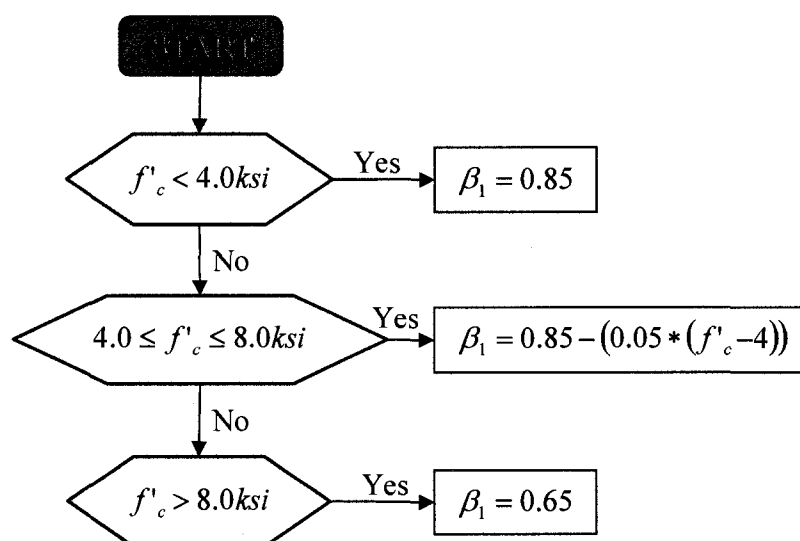 START
f'c < 4.0ksi
Yes
β1 = 0.85
No
4.0 ≤ f'c ≤ 8.0ksi
Yes
β1 = 0.85 − (0.05 * (f'c −4))
No
f'c > 8.0ksi
Yes
β1 = 0.65